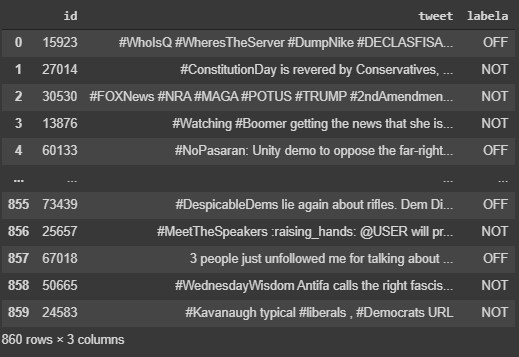 id tweet labela
0 15923 #WhoIsQ #WheresTheServer #DumpNike #DECLASFISA... OFF
1 27014 #ConstitutionDay is revered by Conservatives, ... NOT
2 30530 #FOXNews #NRA #MAGA #POTUS #TRUMP #2ndAmendmen... NOT
3 13876 #Watching #Boomer getting the news that she is... NOT
4 60133 #NoPasaran: Unity demo to oppose the far-right... OFF
... ... ... ...
855 73439 #DespicableDems lie again about rifles. Dem Di... OFF
856 25657 #MeetTheSpeakers :raising_hands: @USER will pr... NOT
857 67018 3 people just unfollowed me for talking about ... OFF
858 50665 #WednesdayWisdom Antifa calls the right fascis... NOT
859 24583 #Kavanaugh typical #liberals , #Democrats URL NOT
860 rows × 3 columns